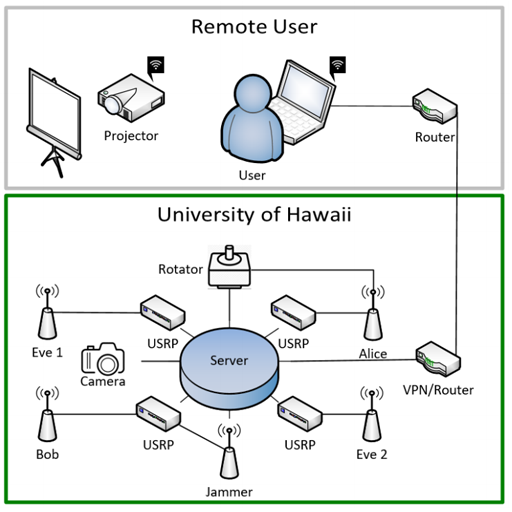 Remote User
Projector
User
Router
University of Hawaii
Rotator
Eve 1
USRP
USRP
Alice
Camera
Server
VPN/Router
Bob
USRP
USRP
Eve 2
Jammer